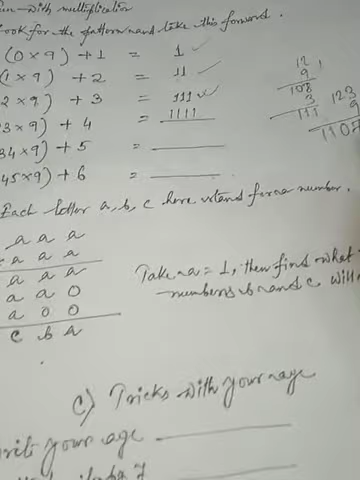 with multiplication
Look for the pattern and take this forward.
(0 × 9) + 1 = 1
(1 × 9) + 2 = 11
2 × 9) + 3 = 111
3 × 9) + 4 = 1111
34 × 9) + 5 =
45 × 9) + 6 =
12
9
108
3
111
123
9
1107
Each letter a, b, c here stand for a number.
a a a
a a a
a a a
a a 0
a 0 0
c b a
Take a = 1, then find what
numbers b and c will
c) Tricks with your age
your age